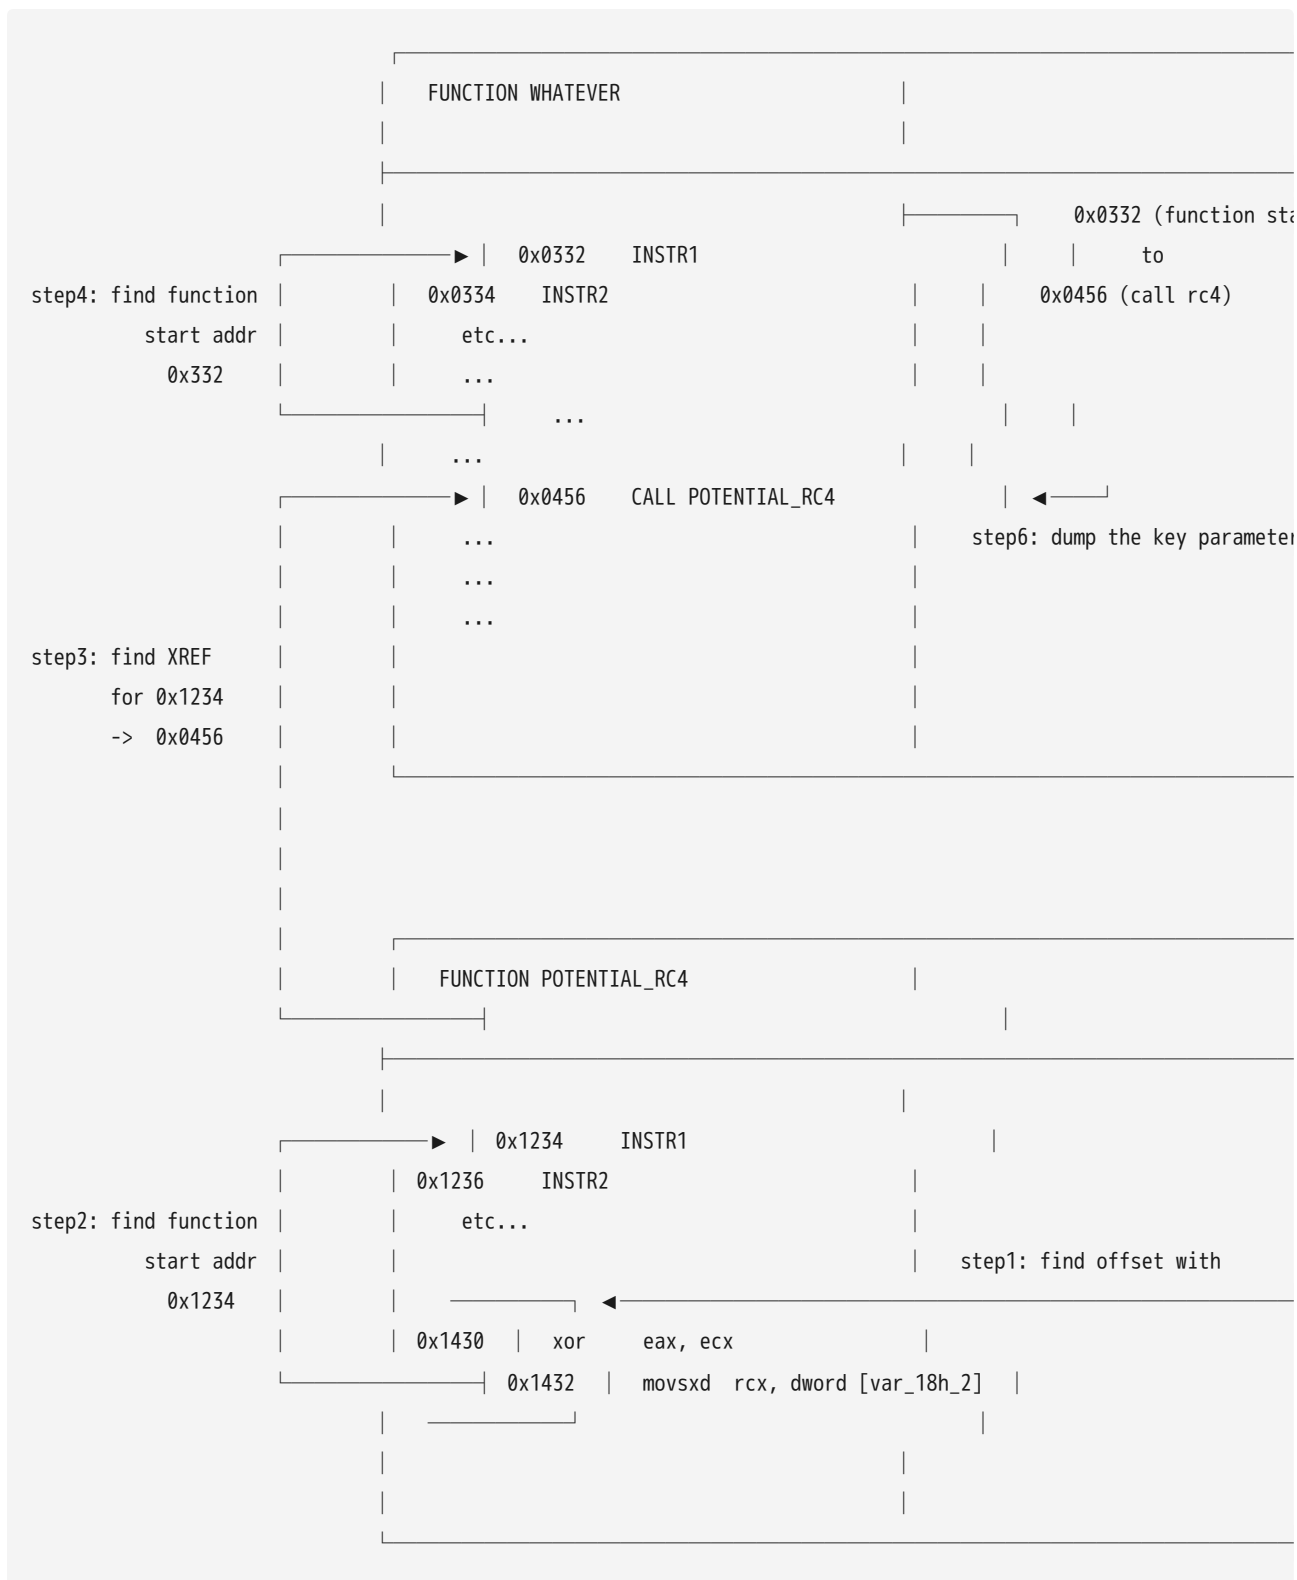 FUNCTION WHATEVER
0x0332 (function sta
0x0332 INSTR1 to
step4: find function 0x0334 INSTR2 0x0456 (call rc4)
start addr etc...
0x332 ...
...
...
0x0456 CALL POTENTIAL_RC4
... step6: dump the key parameter
...
...
step3: find XREF
for 0x1234
-> 0x0456
FUNCTION POTENTIAL_RC4
0x1234 INSTR1
0x1236 INSTR2
step2: find function etc...
start addr step1: find offset with
0x1234
0x1430 xor eax, ecx
0x1432 movsxd rcx, dword [var_18h_2]